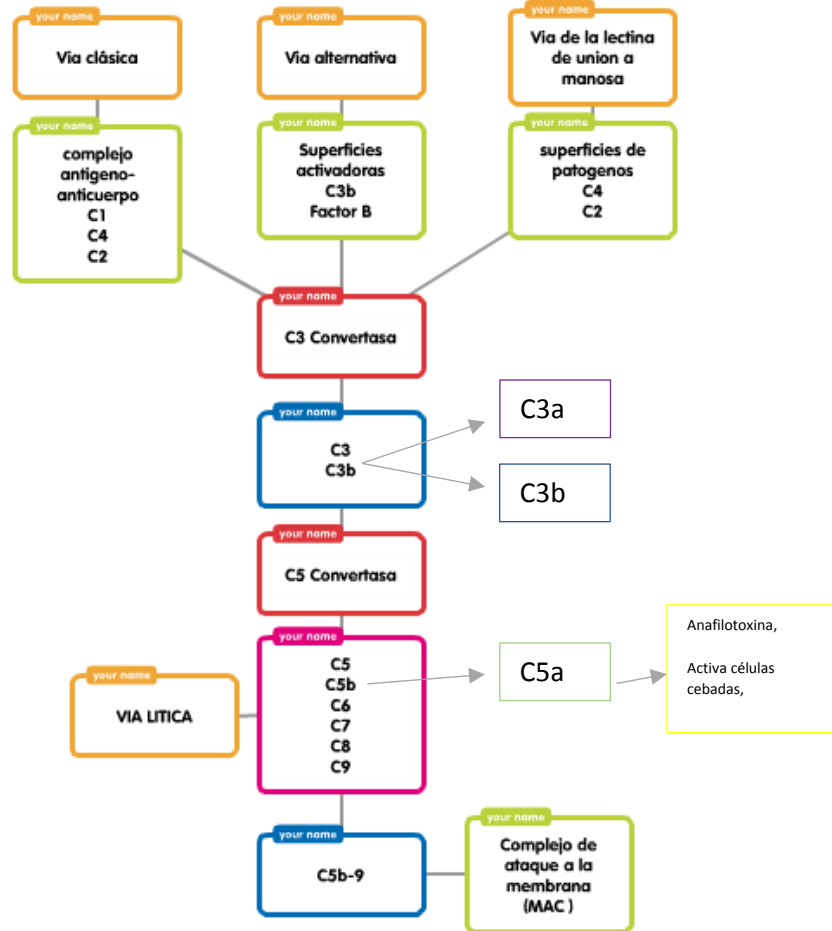 your name
Via clásica
your name
Via alternativa
your name
Via de la lectina
de union a
manosa
your name
complejo
antigeno-
anticuerpo
C1
C4
C2
your name
Superficies
activadoras
C3b
Factor B
your name
superficies de
patogenos
C4
C2
your name
C3 Convertasa
your name
C3
C3b
C3a
C3b
your name
C5 Convertasa
your name
C5
C5b
C6
C7
C8
C9
C5a
Anafilotoxina,
Activa células
cebadas,
your name
VIA LITICA
your name
C5b-9
your name
Complejo de
ataque a la
membrana
(MAC )